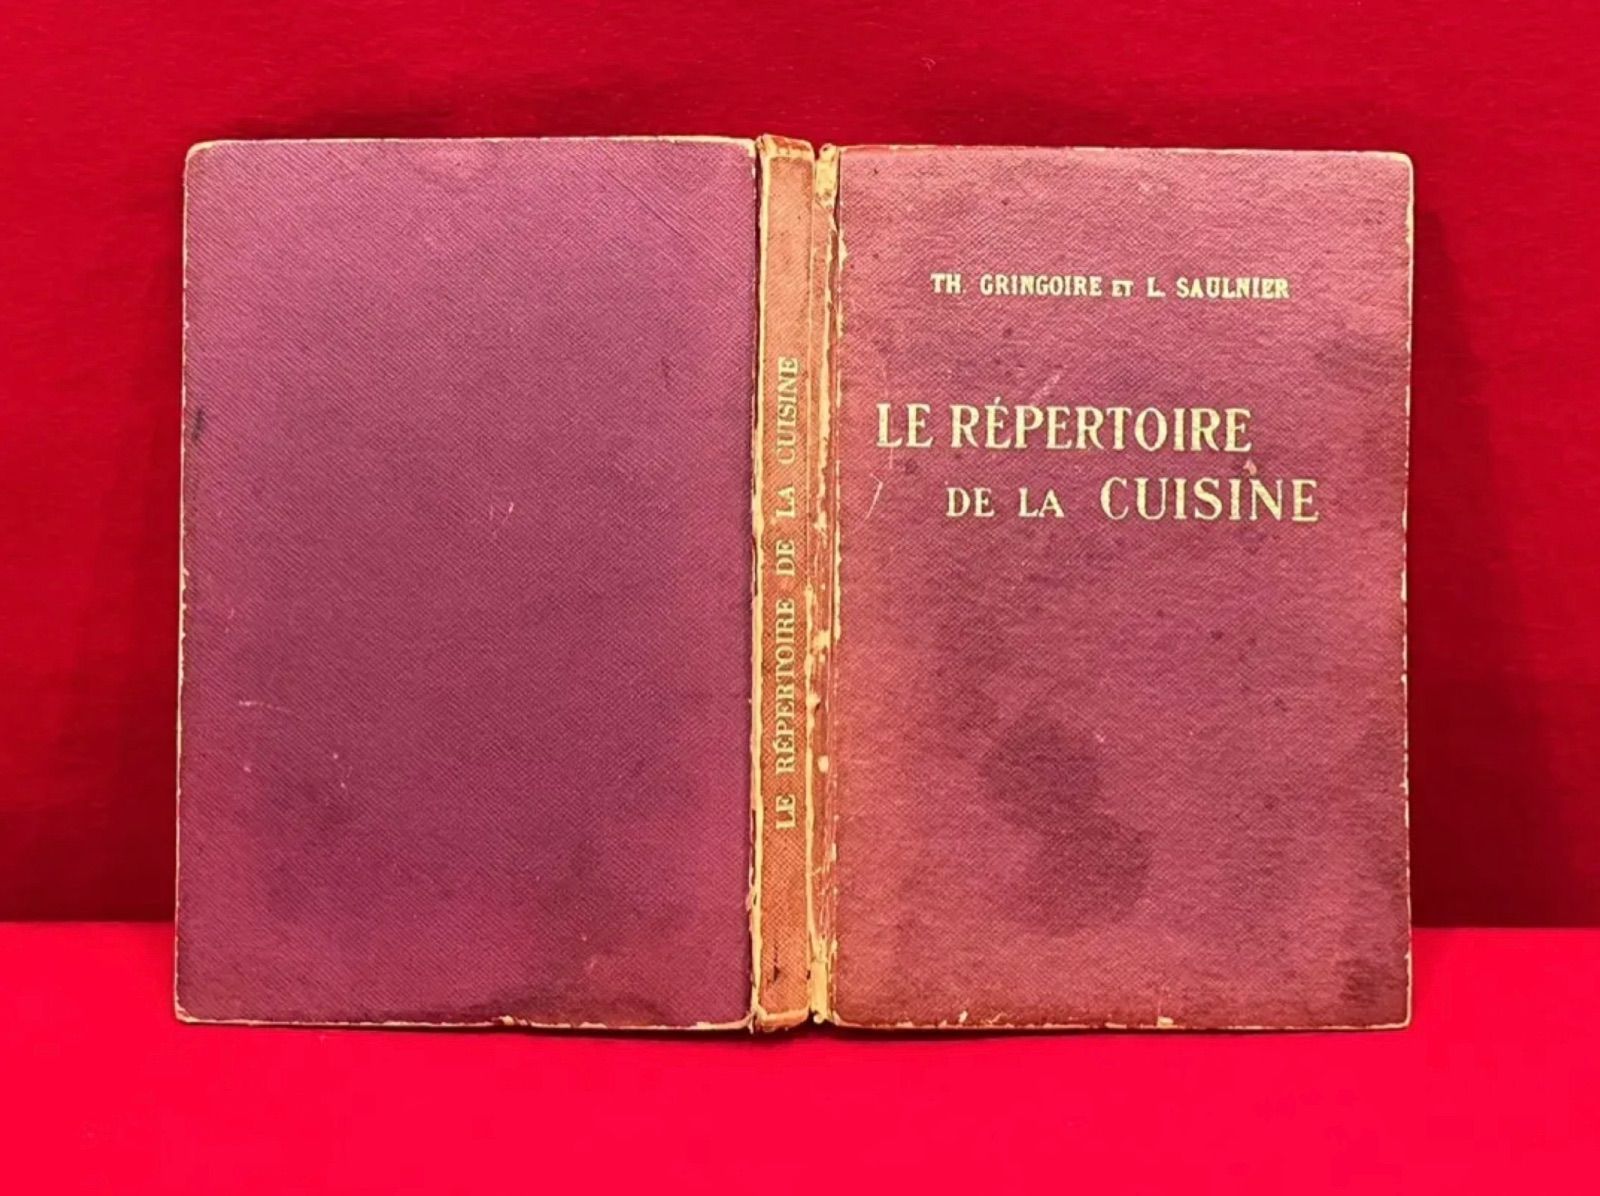 LE RÉPERTOIRE DE LA CUISINE
TH. GRINGOIRE ET L. SAULNIER
LE RÉPERTOIRE
DE LA CUISINE